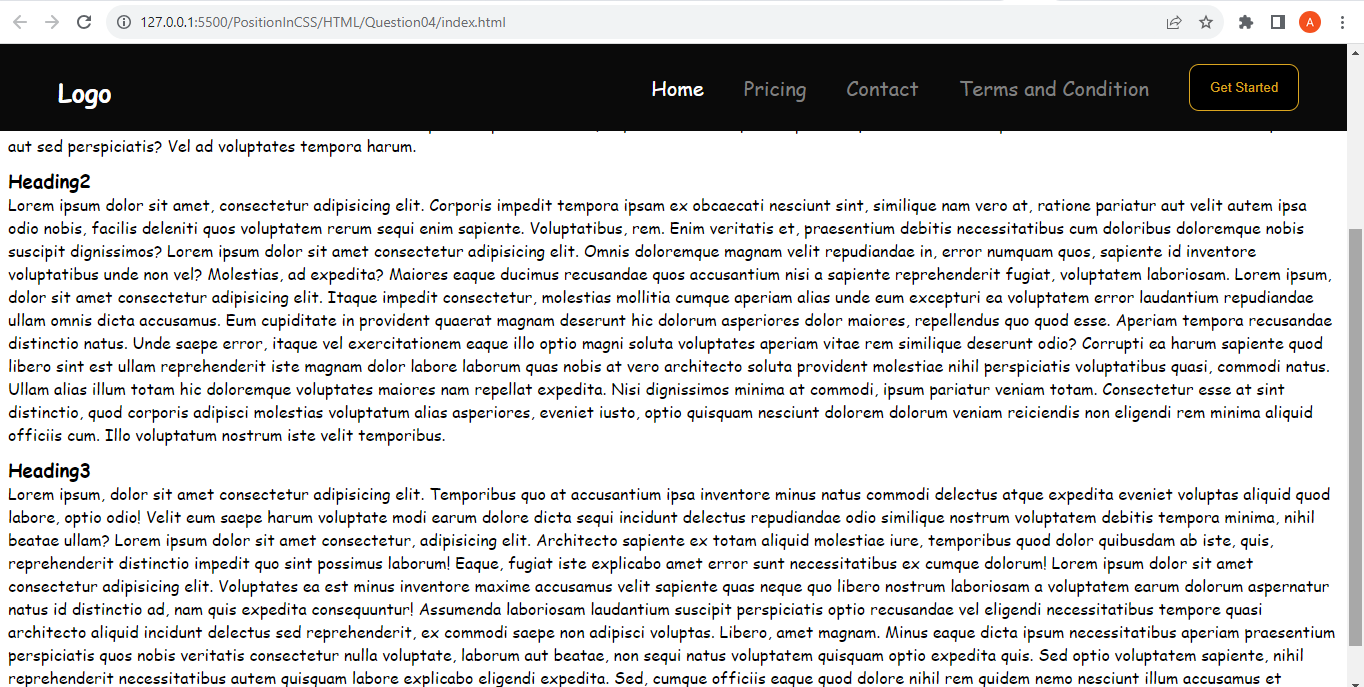 127.0.0.1:5500/PositionInCSS/HTML/Question04/index.html
A
Logo
Home Pricing Contact Terms and Condition Get Started
aut sed perspiciatis? Vel ad voluptates tempora harum.
Heading2
Lorem ipsum dolor sit amet, consectetur adipisicing elit. Corporis impedit tempora ipsam ex obcaecati nesciunt sint, similique nam vero at, ratione pariatur aut velit autem ipsa
odio nobis, facilis deleniti quos voluptatem rerum sequi enim sapiente. Voluptatibus, rem. Enim veritatis et, praesentium debitis necessitatibus cum doloribus doloremque nobis
suscipit dignissimos? Lorem ipsum dolor sit amet consectetur adipisicing elit. Omnis doloremque magnam velit repudiandae in, error numquam quos, sapiente id inventore
voluptatibus unde non vel? Molestias, ad expedita? Maiores eaque ducimus recusandae quos accusantium nisi a sapiente reprehenderit fugiat, voluptatem laboriosam. Lorem ipsum,
dolor sit amet consectetur adipisicing elit. Itaque impedit consectetur, molestias mollitia cumque aperiam alias unde eum excepturi ea voluptatem error laudantium repudiandae
ullam omnis dicta accusamus. Eum cupiditate in provident quaerat magnam deserunt hic dolorum asperiores dolor maiores, repellendus quo quod esse. Aperiam tempora recusandae
distinctio natus. Unde saepe error, itaque vel exercitationem eaque illo optio magni soluta voluptates aperiam vitae rem similique deserunt odio? Corrupti ea harum sapiente quod
libero sint est ullam reprehenderit iste magnam dolor labore laborum quas nobis at vero architecto soluta provident molestiae nihil perspiciatis voluptatibus quasi, commodi natus.
Ullam alias illum totam hic doloremque voluptates maiores nam repellat expedita. Nisi dignissimos minima at commodi, ipsum pariatur veniam totam. Consectetur esse at sint
distinctio, quod corporis adipisci molestias voluptatum alias asperiores, eveniet iusto, optio quisquam nesciunt dolorem dolorum veniam reiciendis non eligendi rem minima aliquid
officiis cum. Illo voluptatum nostrum iste velit temporibus.
Heading3
Lorem ipsum, dolor sit amet consectetur adipisicing elit. Temporibus quo at accusantium ipsa inventore minus natus commodi delectus atque expedita eveniet voluptas aliquid quod
labore, optio odio! Velit eum saepe harum voluptate modi earum dolore dicta sequi incidunt delectus repudiandae odio similique nostrum voluptatem debitis tempora minima, nihil
beatae ullam? Lorem ipsum dolor sit amet consectetur, adipisicing elit. Architecto sapiente ex totam aliquid molestiae iure, temporibus quod dolor quibusdam ab iste, quis,
reprehenderit distinctio impedit quo sint possimus laborum! Eaque, fugiat iste explicabo amet error sunt necessitatibus ex cumque dolorum! Lorem ipsum dolor sit amet
consectetur adipisicing elit. Voluptates ea est minus inventore maxime accusamus velit sapiente quas neque quo libero nostrum laboriosam a voluptatem earum dolorum aspernatur
natus id distinctio ad, nam quis expedita consequuntur! Assumenda laboriosam laudantium suscipit perspiciatis optio recusandae vel eligendi necessitatibus tempore quasi
architecto aliquid incidunt delectus sed reprehenderit, ex commodi saepe non adipisci voluptas. Libero, amet magnam. Minus eaque dicta ipsum necessitatibus aperiam praesentium
perspiciatis quos nobis veritatis consectetur nulla voluptate, laborum aut beatae, non sequi natus voluptatem quisquam optio expedita quis. Sed optio voluptatem sapiente, nihil
reprehenderit necessitatibus autem quisquam labore explicabo eligendi expedita. Sed, cumque officiis eaque quod dolore nihil rem quidem nemo nesciunt illum accusamus et